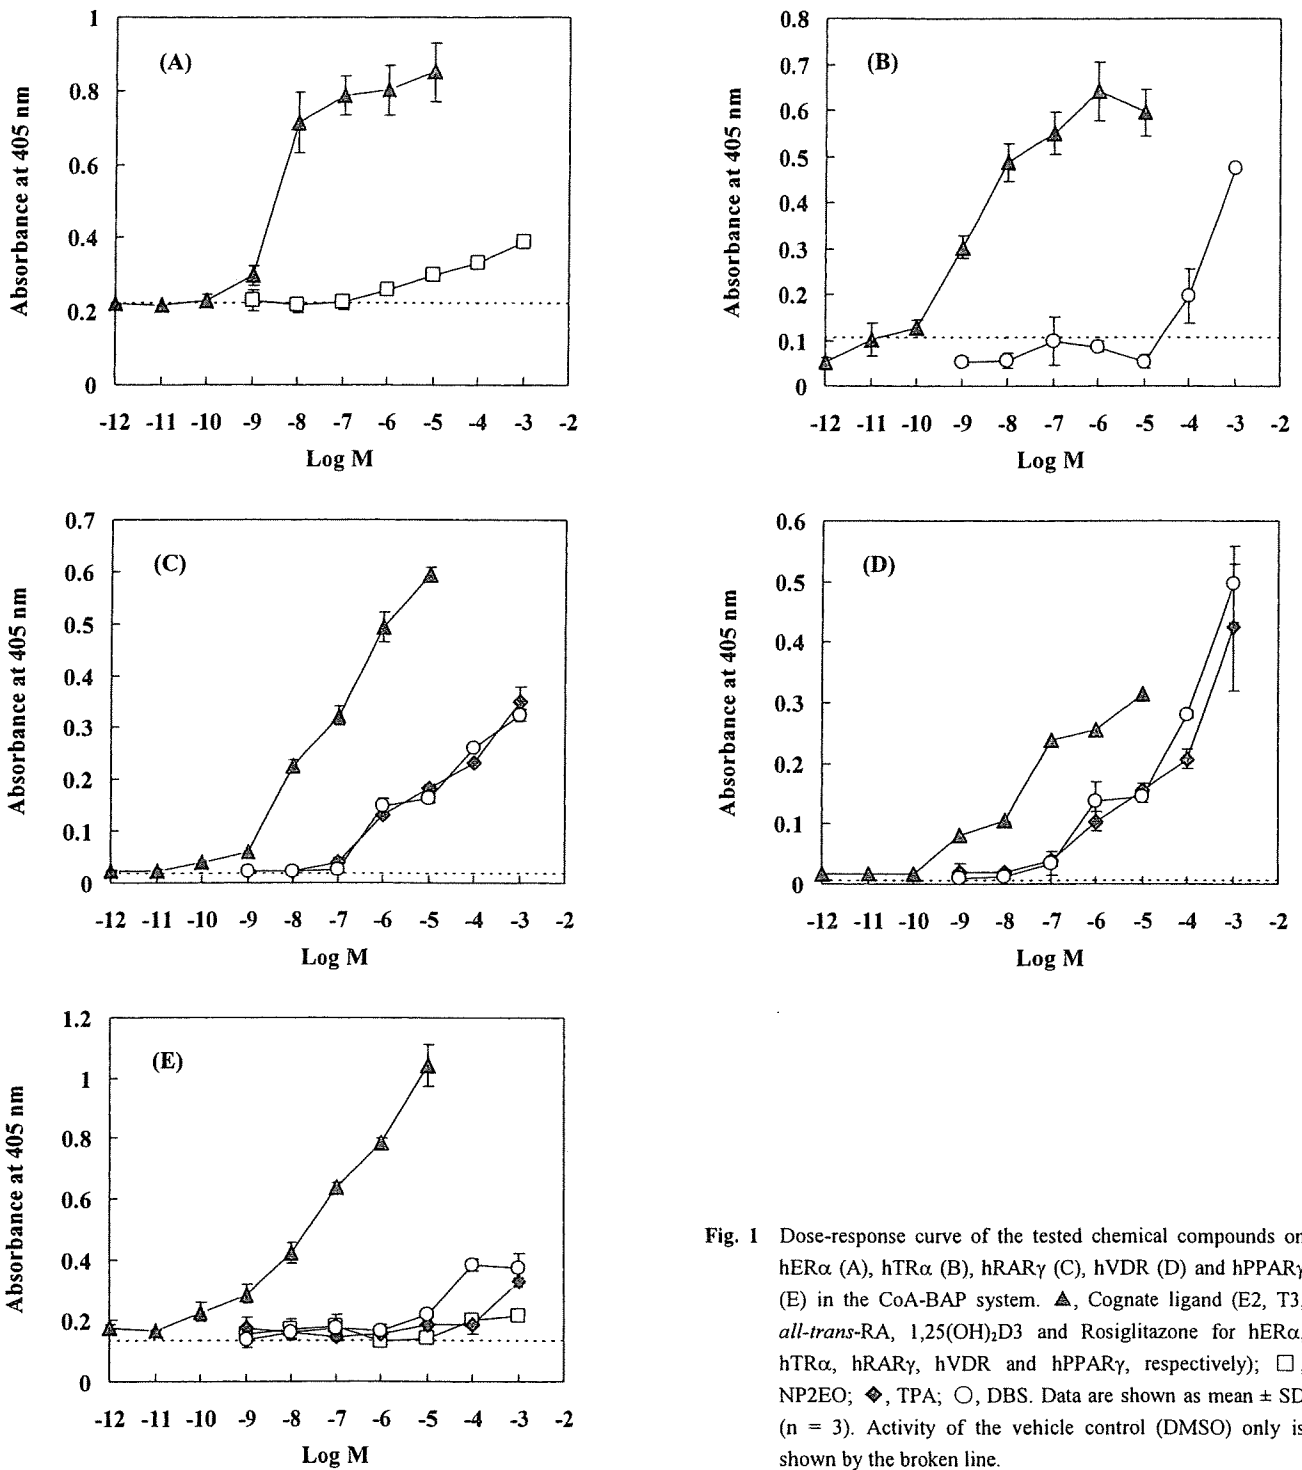 (A)
Absorbance at 405 nm
1
0.8
0.6
0.4
0.2
0
-12 -11 -10 -9 -8 -7 -6 -5 -4 -3 -2
Log M
(B)
Absorbance at 405 nm
0.8
0.7
0.6
0.5
0.4
0.3
0.2
0.1
0
-12 -11 -10 -9 -8 -7 -6 -5 -4 -3 -2
Log M
(C)
Absorbance at 405 nm
0.7
0.6
0.5
0.4
0.3
0.2
0.1
0
-12 -11 -10 -9 -8 -7 -6 -5 -4 -3 -2
Log M
(D)
Absorbance at 405 nm
0.6
0.5
0.4
0.3
0.2
0.1
0
-12 -11 -10 -9 -8 -7 -6 -5 -4 -3 -2
Log M
(E)
Absorbance at 405 nm
1.2
1
0.8
0.6
0.4
0.2
0
-12 -11 -10 -9 -8 -7 -6 -5 -4 -3 -2
Log M
Fig. 1 Dose-response curve of the tested chemical compounds on
hERα (A), hTRα (B), hRARγ (C), hVDR (D) and hPPARγ
(E) in the CoA-BAP system. ▲, Cognate ligand (E2, T3,
all-trans-RA, 1,25(OH)₂D3 and Rosiglitazone for hERα,
hTRα, hRARγ, hVDR and hPPARγ, respectively); □,
NP2EO; ◆, TPA; ○, DBS. Data are shown as mean ± SD
(n = 3). Activity of the vehicle control (DMSO) only is
shown by the broken line.